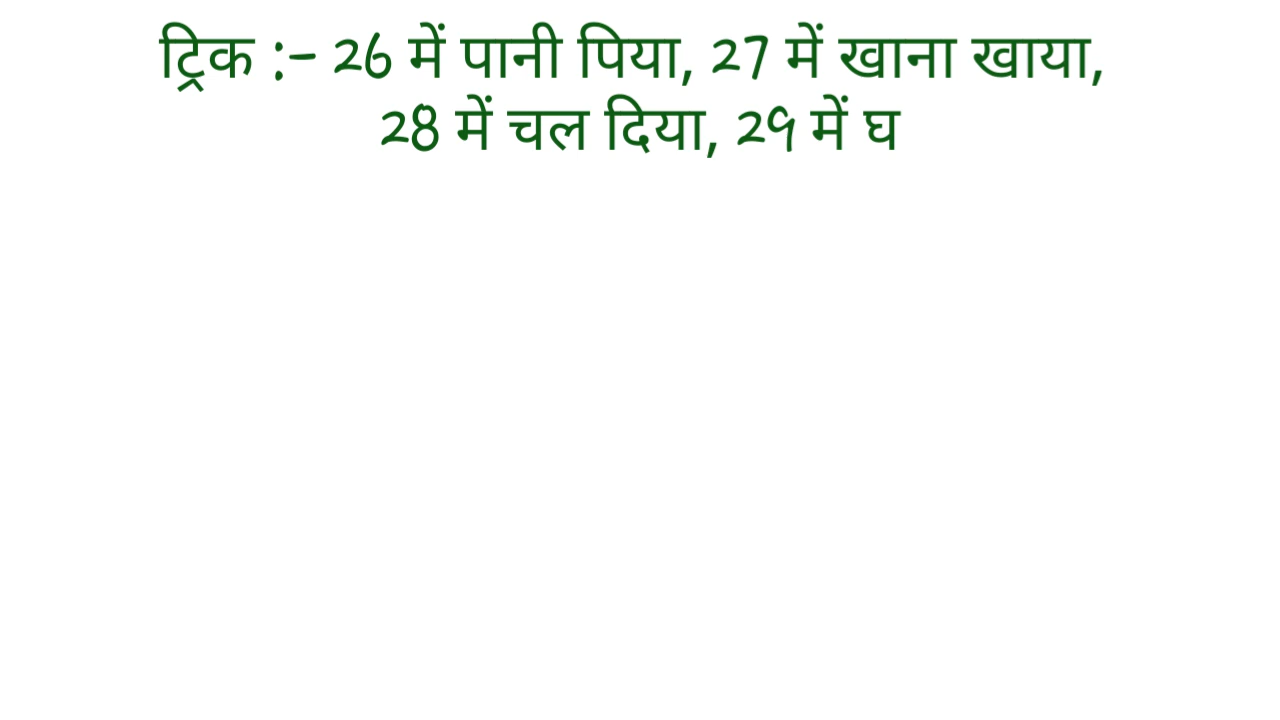 ट्रिक :- 26 में पानी पिया, 27 में खाना खाया,
28 में चल दिया, 29 में घ